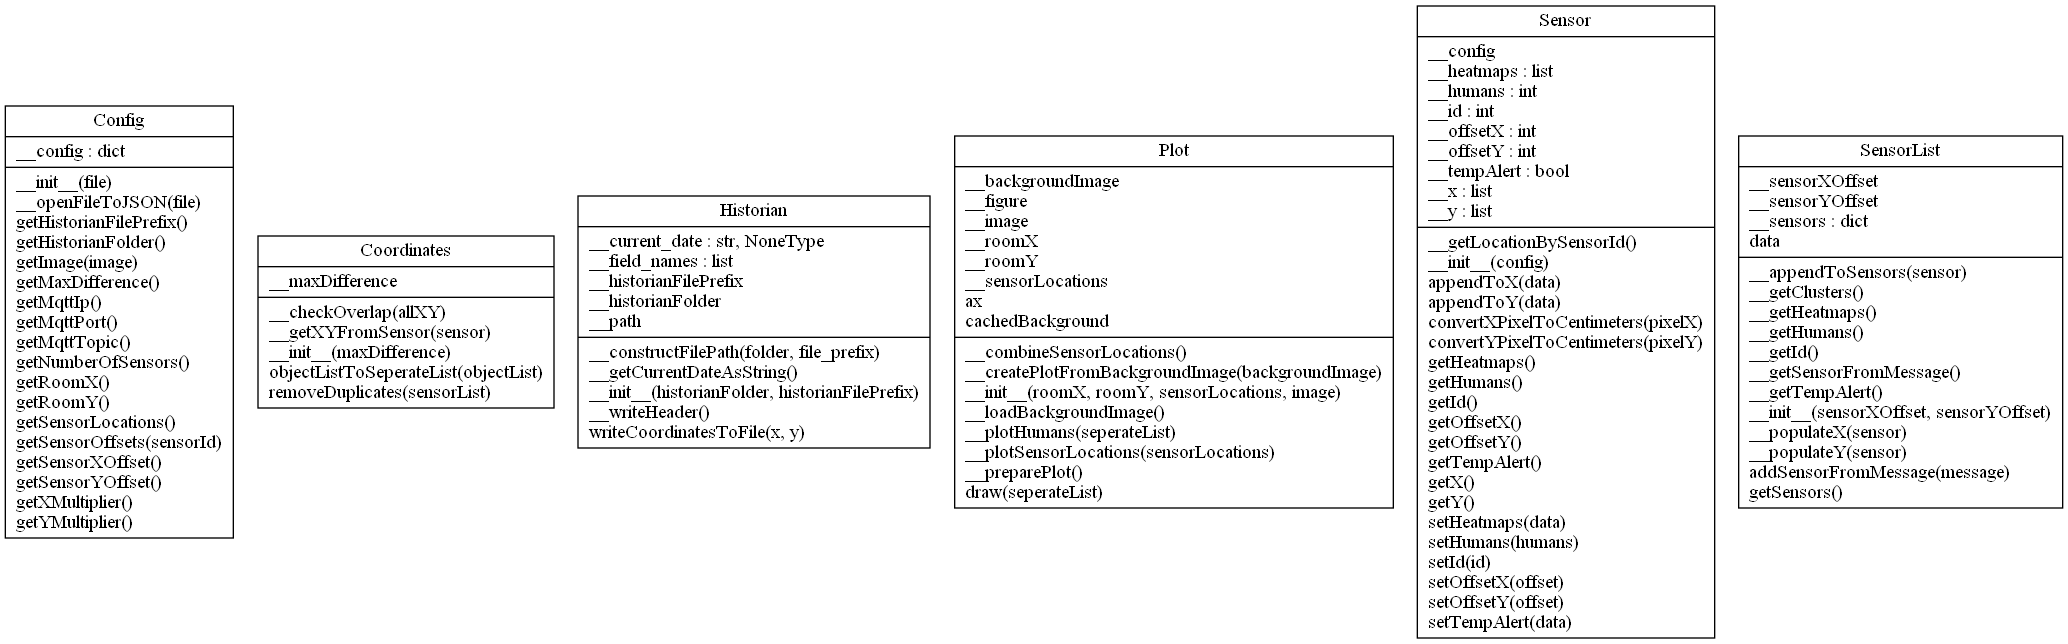 Config
__config : dict
__init__(file)
__openFileToJSON(file)
getHistorianFilePrefix()
getHistorianFolder()
getImage(image)
getMaxDifference()
getMqttIp()
getMqttPort()
getMqttTopic()
getNumberOfSensors()
getRoomX()
getRoomY()
getSensorLocations()
getSensorOffsets(sensorId)
getSensorXOffset()
getSensorYOffset()
getXMultiplier()
getYMultiplier()
Coordinates
__maxDifference
__checkOverlap(allXY)
__getXYFromSensor(sensor)
__init__(maxDifference)
objectListToSeperateList(objectList)
removeDuplicates(sensorList)
Historian
__current_date : str, NoneType
__field_names : list
__historianFilePrefix
__historianFolder
__path
__constructFilePath(folder, file_prefix)
__getCurrentDateAsString()
__init__(historianFolder, historianFilePrefix)
__writeHeader()
writeCoordinatesToFile(x, y)
Plot
__backgroundImage
__figure
__image
__roomX
__roomY
__sensorLocations
ax
cachedBackground
__combineSensorLocations()
__createPlotFromBackgroundImage(backgroundImage)
__init__(roomX, roomY, sensorLocations, image)
__loadBackgroundImage()
__plotHumans(seperateList)
__plotSensorLocations(sensorLocations)
__preparePlot()
draw(seperateList)
Sensor
__config
__heatmaps : list
__humans : int
__id : int
__offsetX : int
__offsetY : int
__tempAlert : bool
__x : list
__y : list
__getLocationBySensorId()
__init__(config)
appendToX(data)
appendToY(data)
convertXPixelToCentimeters(pixelX)
convertYPixelToCentimeters(pixelY)
getHeatmaps()
getHumans()
getId()
getOffsetX()
getOffsetY()
getTempAlert()
getX()
getY()
setHeatmaps(data)
setHumans(humans)
setId(id)
setOffsetX(offset)
setOffsetY(offset)
setTempAlert(data)
SensorList
__sensorXOffset
__sensorYOffset
__sensors : dict
data
__appendToSensors(sensor)
__getClusters()
__getHeatmaps()
__getHumans()
__getId()
__getSensorFromMessage()
__getTempAlert()
__init__(sensorXOffset, sensorYOffset)
__populateX(sensor)
__populateY(sensor)
addSensorFromMessage(message)
getSensors()